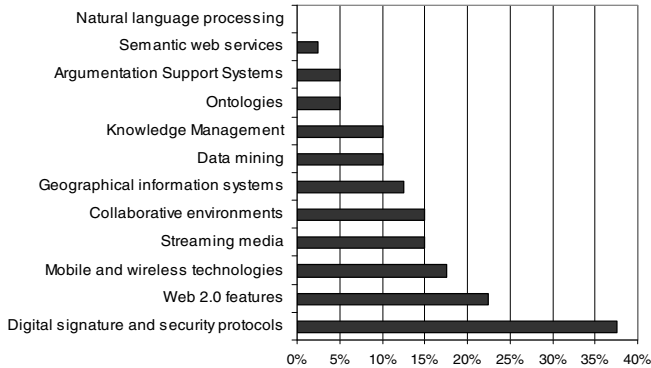 Natural language processing
Semantic web services
Argumentation Support Systems
Ontologies
Knowledge Management
Data mining
Geographical information systems
Collaborative environments
Streaming media
Mobile and wireless technologies
Web 2.0 features
Digital signature and security protocols
0% 5% 10% 15% 20% 25% 30% 35% 40%